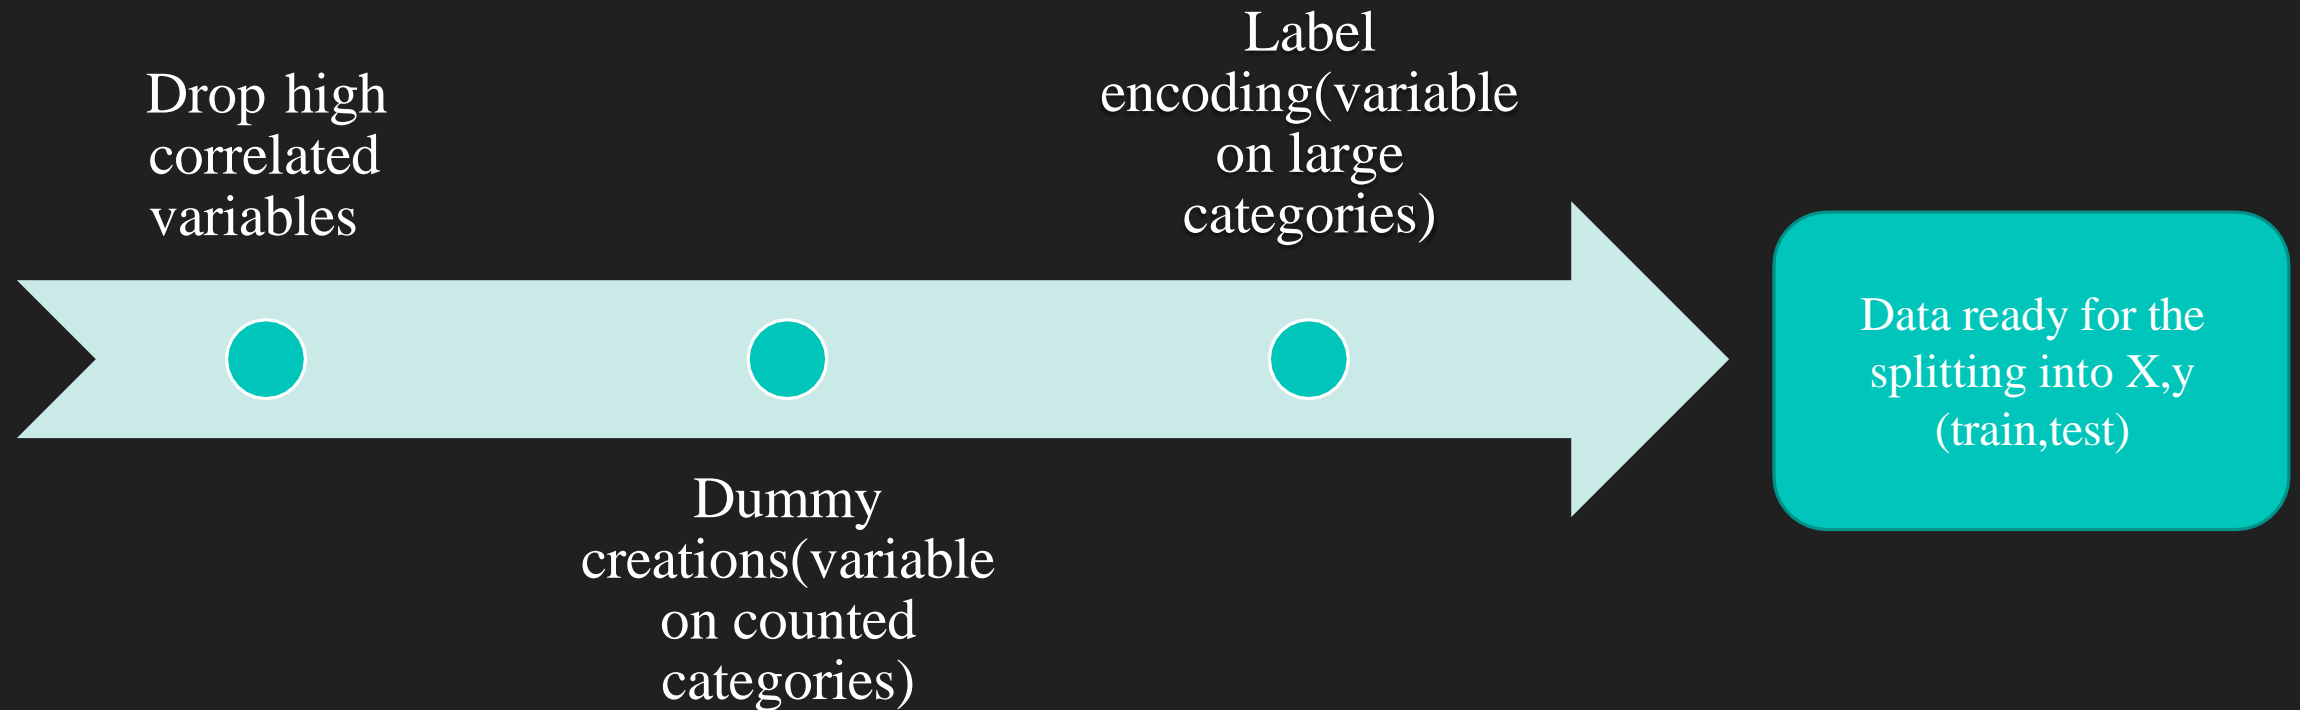 Drop high
correlated
variables
Dummy
creations(variable
on counted
categories)
Label
encoding(variable
on large
categories)
Data ready for the
splitting into X,y
(train,test)